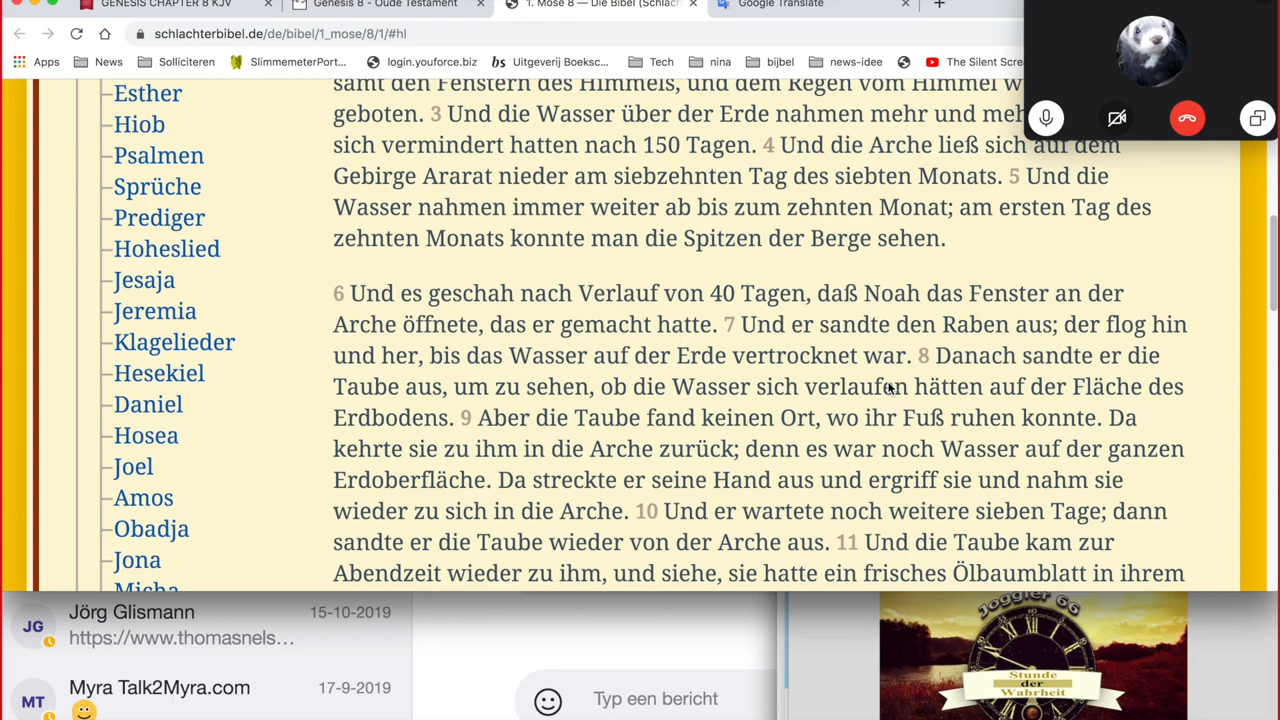 GENESIS CHAPTER 8 KJV
Genesis 8 - Oude Testament
1. Mose 8 — Die Bibel (Schlach
Google Translate
schlachterbibel.de/de/bibel/1_mose/8/1/#hl
Apps
News
Solliciteren
SlimmemeterPort...
login.youforce.biz
bs
Uitgeverij Boeksc...
Tech
nina
bijbel
news-idee
The Silent Scre
Esther
Hiob
Psalmen
Sprüche
Prediger
Hoheslied
Jesaja
Jeremia
Klagelieder
Hesekiel
Daniel
Hosea
Joel
Amos
Obadja
Jona
Micha
samt den Fenstern des Himmels, und dem Regen vom Himmel w
geboten. 3 Und die Wasser über der Erde nahmen mehr und meh
sich vermindert hatten nach 150 Tagen. 4 Und die Arche ließ sich auf dem
Gebirge Ararat nieder am siebzehnten Tag des siebten Monats. 5 Und die
Wasser nahmen immer weiter ab bis zum zehnten Monat; am ersten Tag des
zehnten Monats konnte man die Spitzen der Berge sehen.
6 Und es geschah nach Verlauf von 40 Tagen, daß Noah das Fenster an der
Arche öffnete, das er gemacht hatte. 7 Und er sandte den Raben aus; der flog hin
und her, bis das Wasser auf der Erde vertrocknet war. 8 Danach sandte er die
Taube aus, um zu sehen, ob die Wasser sich verlaufen hätten auf der Fläche des
Erdbodens. 9 Aber die Taube fand keinen Ort, wo ihr Fuß ruhen konnte. Da
kehrte sie zu ihm in die Arche zurück; denn es war noch Wasser auf der ganzen
Erdoberfläche. Da streckte er seine Hand aus und ergriff sie und nahm sie
wieder zu sich in die Arche. 10 Und er wartete noch weitere sieben Tage; dann
sandte er die Taube wieder von der Arche aus. 11 Und die Taube kam zur
Abendzeit wieder zu ihm, und siehe, sie hatte ein frisches Ölbaumblatt in ihrem
JG
Jörg Glismann
15-10-2019
https://www.thomasnels...
MT
Myra Talk2Myra.com
17-9-2019
Typ een bericht
Joggler 66
Stunde
der
Wahrheit